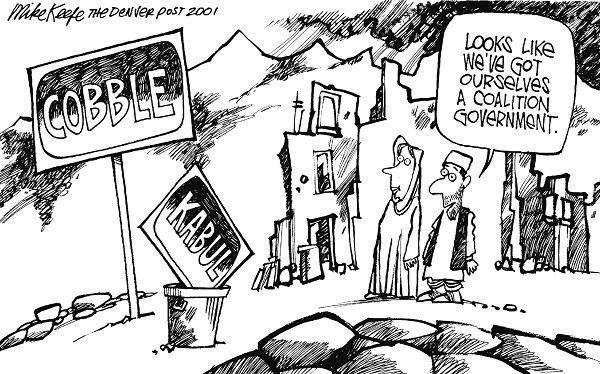 Mike Keefe THE DENVER POST 2001
COBBLE
KABUL
LOOKS LIKE
WE'VE GOT
OURSELVES
A COALITION
GOVERNMENT.